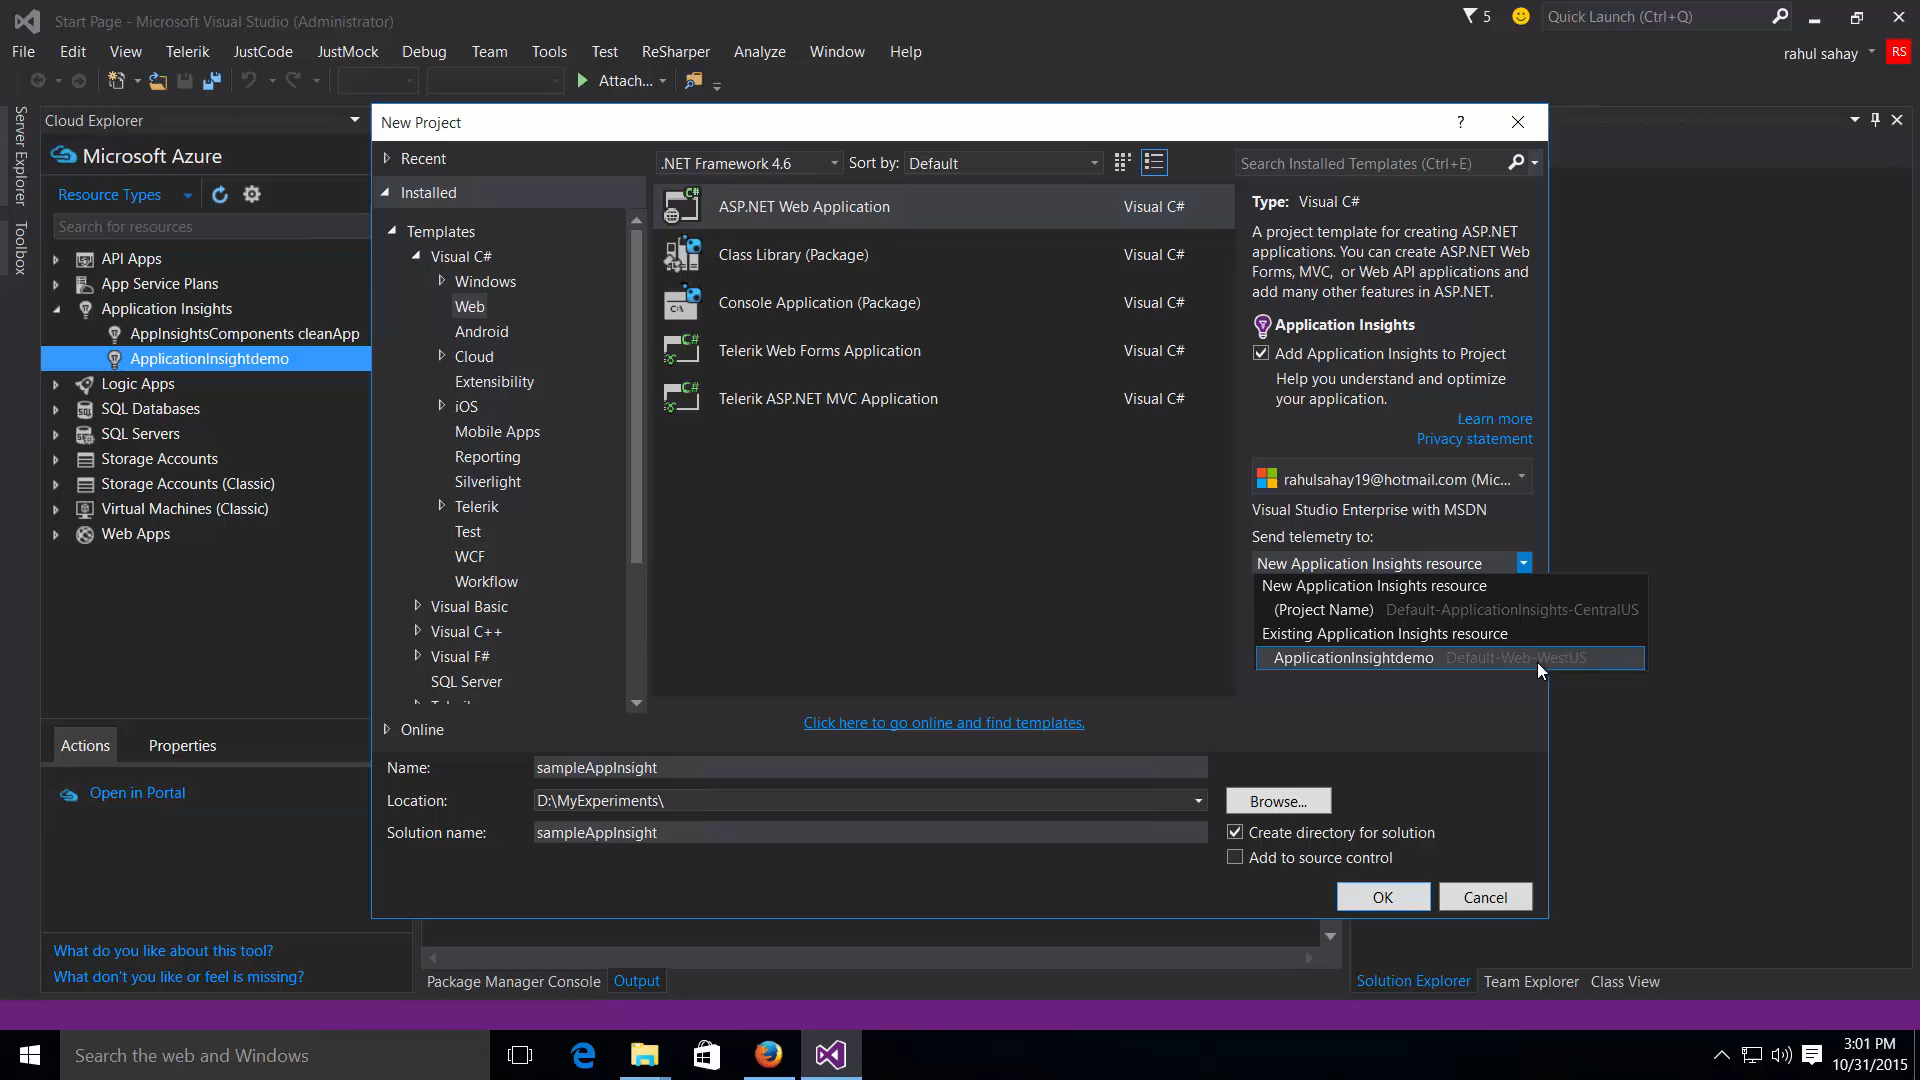 Start Page - Microsoft Visual Studio (Administrator)
5
Quick Launch (Ctrl+Q)
File Edit View Telerik JustCode JustMock Debug Team Tools Test ReSharper Analyze Window Help
rahul sahay
RS
Attach...
Server Explorer
Toolbox
Cloud Explorer
Microsoft Azure
Resource Types
Search for resources
API Apps
App Service Plans
Application Insights
AppInsightsComponents cleanApp
ApplicationInsightdemo
Logic Apps
SQL Databases
SQL Servers
Storage Accounts
Storage Accounts (Classic)
Virtual Machines (Classic)
Web Apps
Actions Properties
Open in Portal
What do you like about this tool?
What don't you like or feel is missing?
New Project
?
Recent
Installed
Templates
Visual C#
Windows
Web
Android
Cloud
Extensibility
iOS
Mobile Apps
Reporting
Silverlight
Telerik
Test
WCF
Workflow
Visual Basic
Visual C++
Visual F#
SQL Server
Online
.NET Framework 4.6
Sort by: Default
Search Installed Templates (Ctrl+E)
ASP.NET Web Application Visual C#
Class Library (Package) Visual C#
Console Application (Package) Visual C#
Telerik Web Forms Application Visual C#
Telerik ASP.NET MVC Application Visual C#
Click here to go online and find templates.
Type: Visual C#
A project template for creating ASP.NET
applications. You can create ASP.NET Web
Forms, MVC, or Web API applications and
add many other features in ASP.NET.
Application Insights
Add Application Insights to Project
Help you understand and optimize
your application.
Learn more
Privacy statement
rahulsahay19@hotmail.com (Mic...
Visual Studio Enterprise with MSDN
Send telemetry to:
New Application Insights resource
New Application Insights resource
(Project Name) Default-ApplicationInsights-CentralUS
Existing Application Insights resource
ApplicationInsightdemo Default-Web-WestUS
Name: sampleAppInsight
Location: D:\MyExperiments\
Browse...
Solution name: sampleAppInsight
Create directory for solution
Add to source control
OK Cancel
Package Manager Console Output
Solution Explorer Team Explorer Class View
Search the web and Windows
3:01 PM
10/31/2015